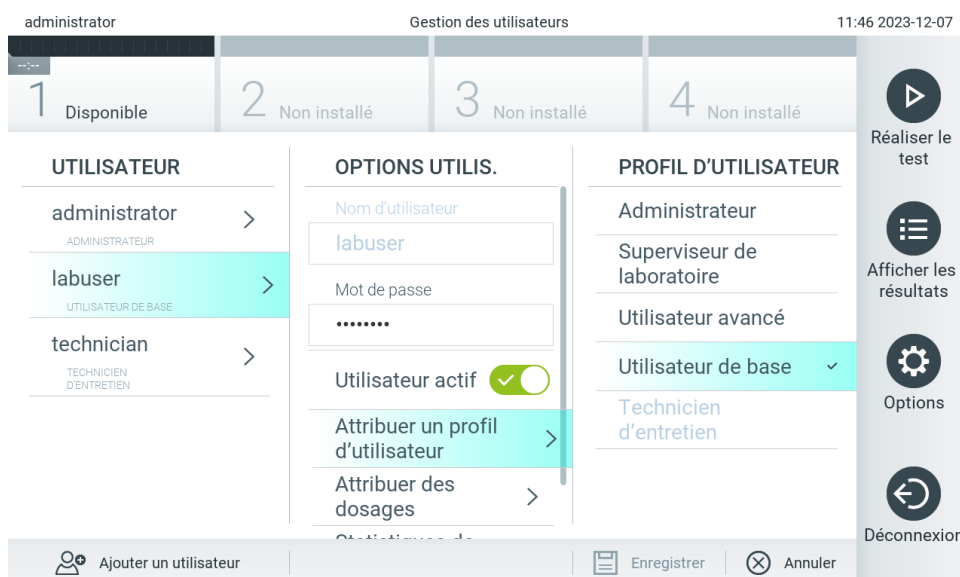 administrator
Gestion des utilisateurs
11:46 2023-12-07
--:--
1 Disponible
2 Non installé
3 Non installé
4 Non installé
UTILISATEUR
administrator
ADMINISTRATEUR
labuser
UTILISATEUR DE BASE
technician
TECHNICIEN
D'ENTRETIEN
Ajouter un utilisateur
OPTIONS UTILIS.
Nom d'utilisateur
labuser
Mot de passe
••••••••
Utilisateur actif
Attribuer un profil
d'utilisateur
Attribuer des
dosages
PROFIL D'UTILISATEUR
Administrateur
Superviseur de
laboratoire
Utilisateur avancé
Utilisateur de base
Technicien
d'entretien
Enregistrer
Annuler
Réaliser le
test
Afficher les
résultats
Options
Déconnexion